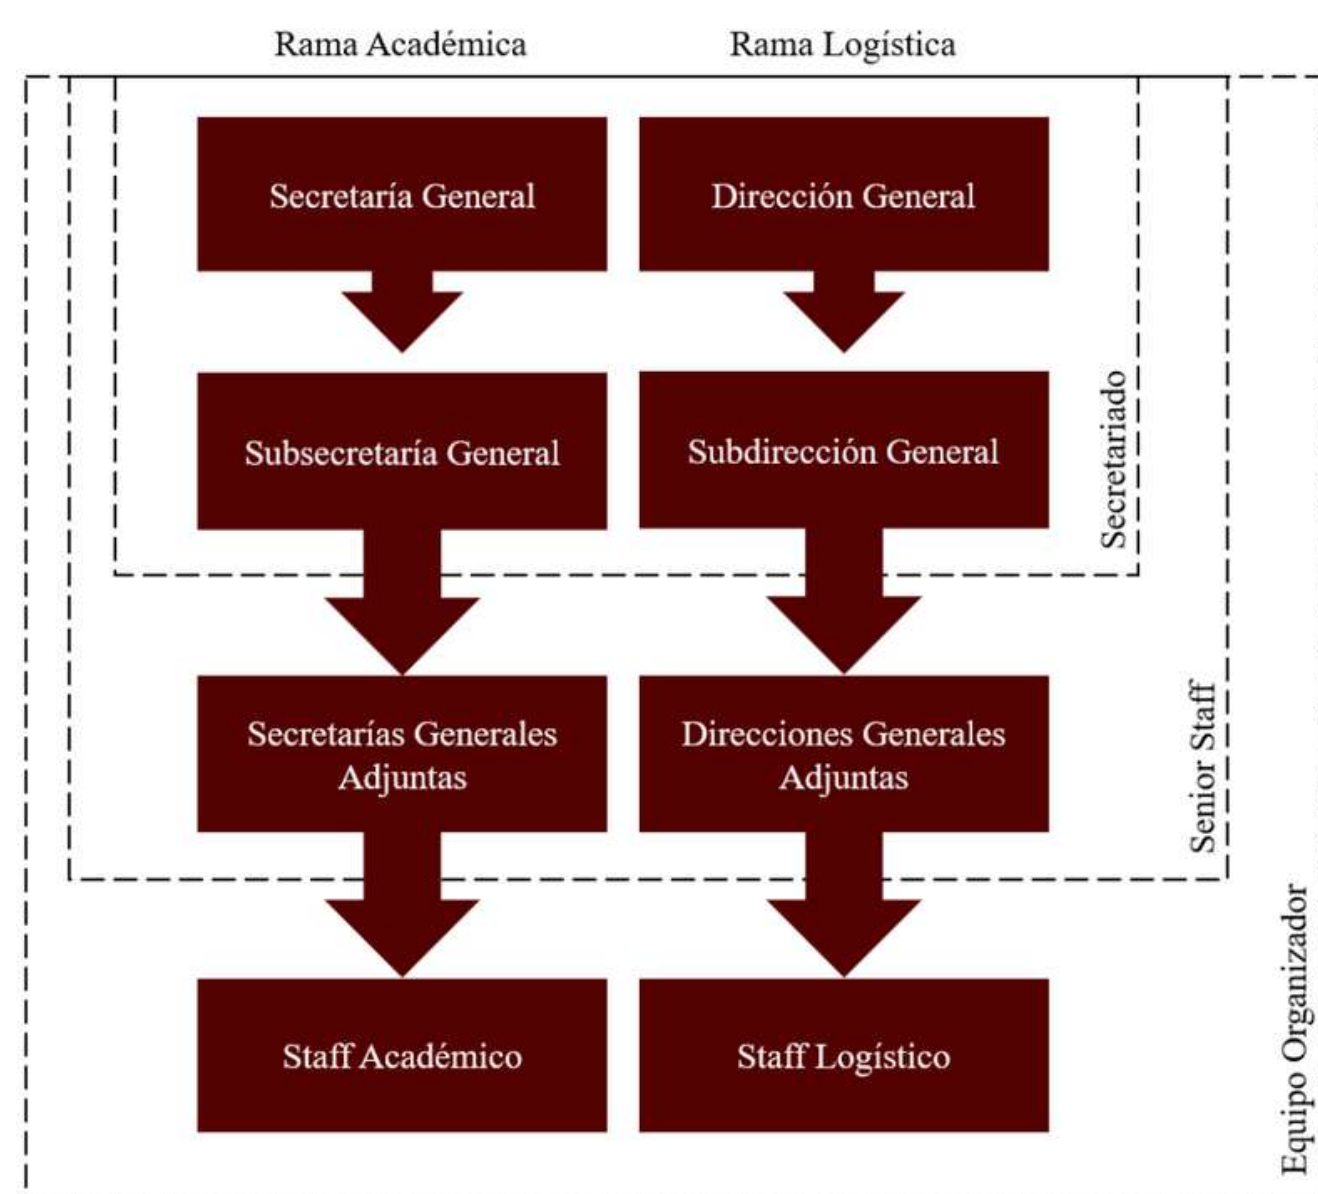 Rama Académica
Rama Logística
Secretaría General
Dirección General
Subsecretaría General
Subdirección General
Secretariado
Secretarías Generales
Adjuntas
Direcciones Generales
Adjuntas
Senior Staff
Staff Académico
Staff Logístico
Equipo Organizador